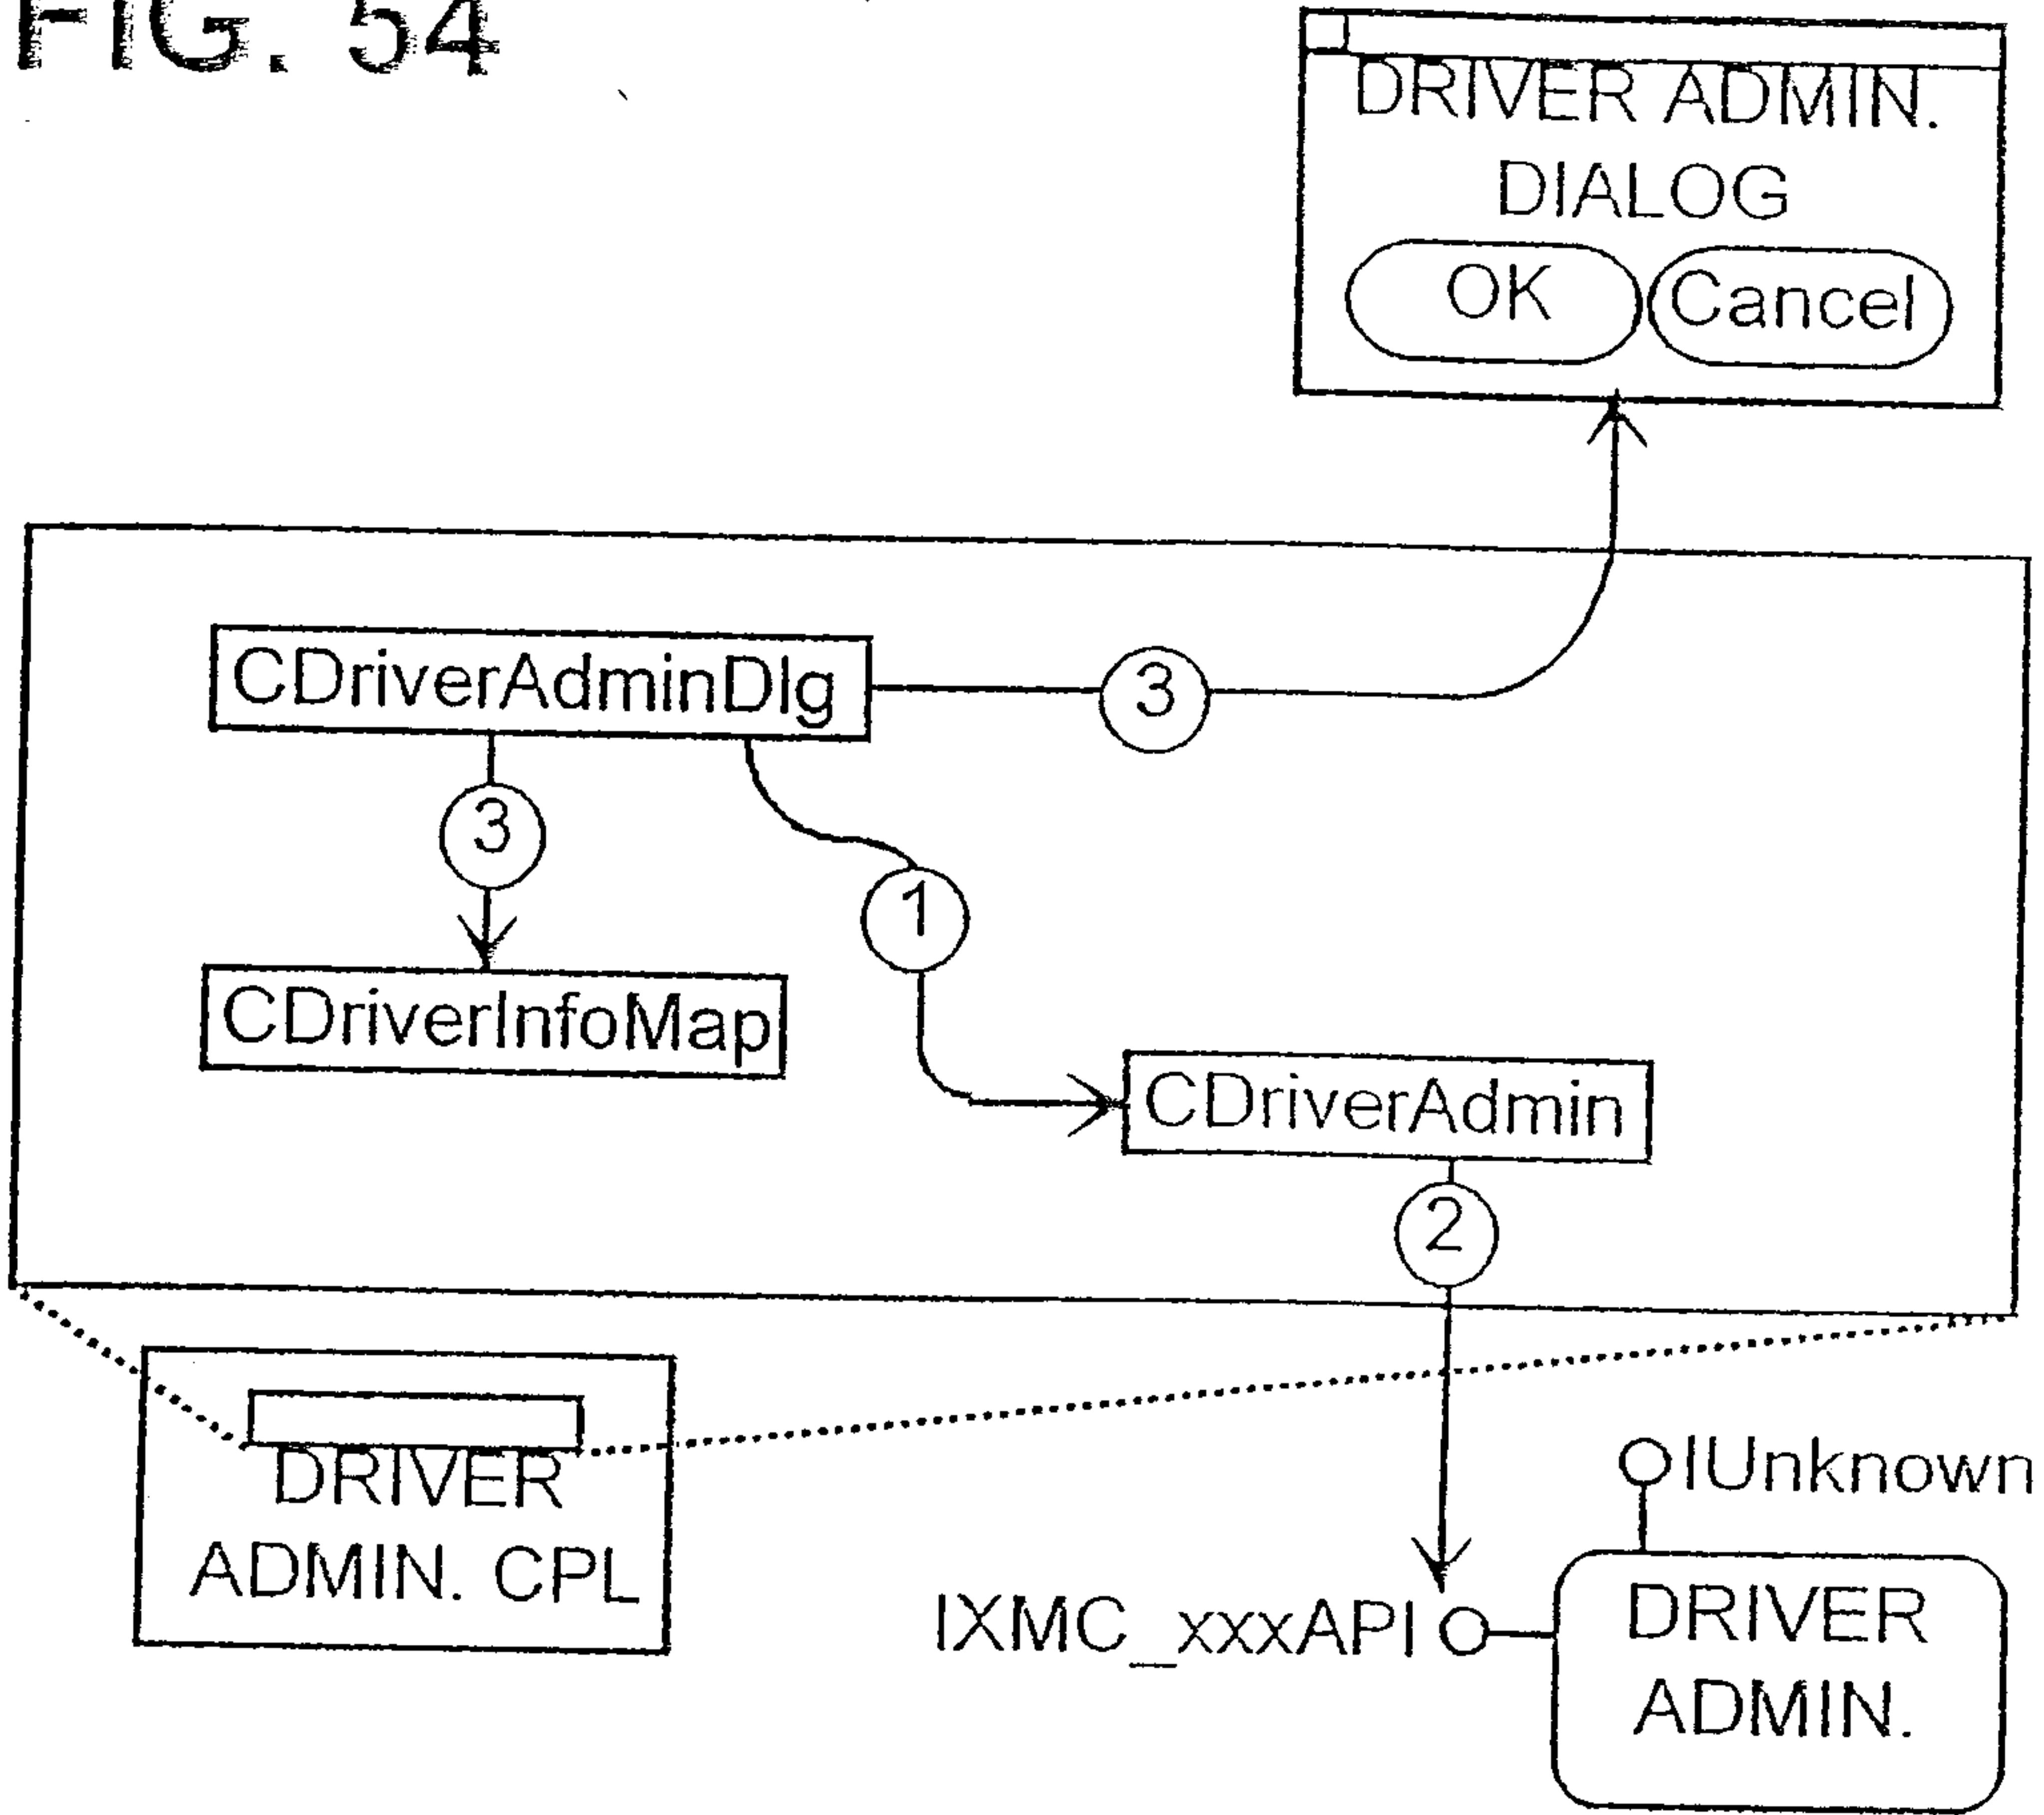 FIG. 54
DRIVER ADMIN.
DIALOG
OK
Cancel
CDriverAdminDlg
3
3
1
CDriverInfoMap
CDriverAdmin
2
DRIVER
ADMIN. CPL
IUnknown
IXMC_xxxAPI
DRIVER
ADMIN.